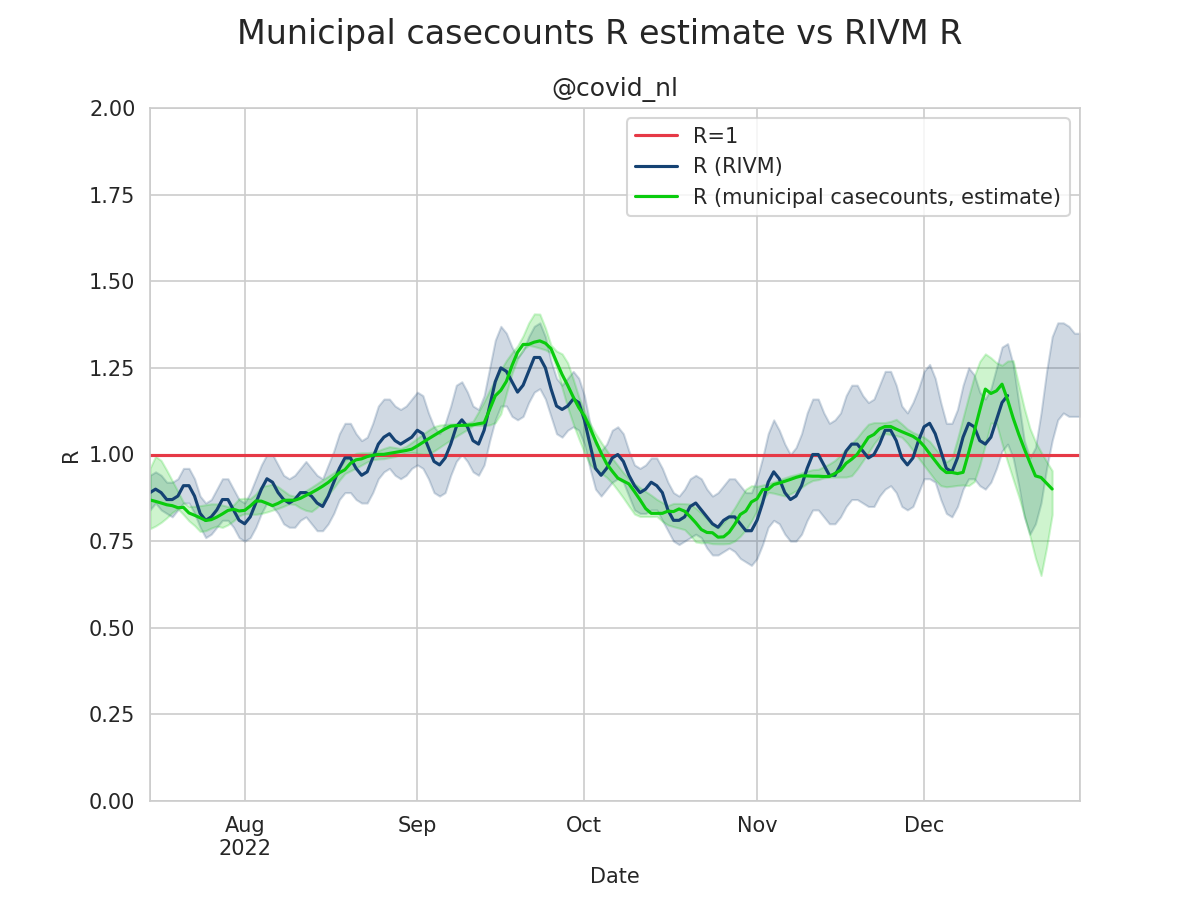 Municipal casecounts R estimate vs RIVM R
@covid_nl
R=1
R (RIVM)
R (municipal casecounts, estimate)
2.00
1.75
1.50
1.25
1.00
0.75
0.50
0.25
0.00
R
Aug Sep Oct Nov Dec
2022
Date